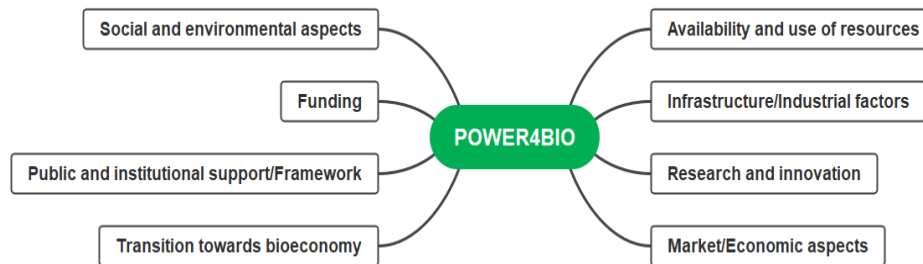 Social and environmental aspects
Funding
Public and institutional support/Framework
Transition towards bioeconomy
POWER4BIO
Availability and use of resources
Infrastructure/Industrial factors
Research and innovation
Market/Economic aspects